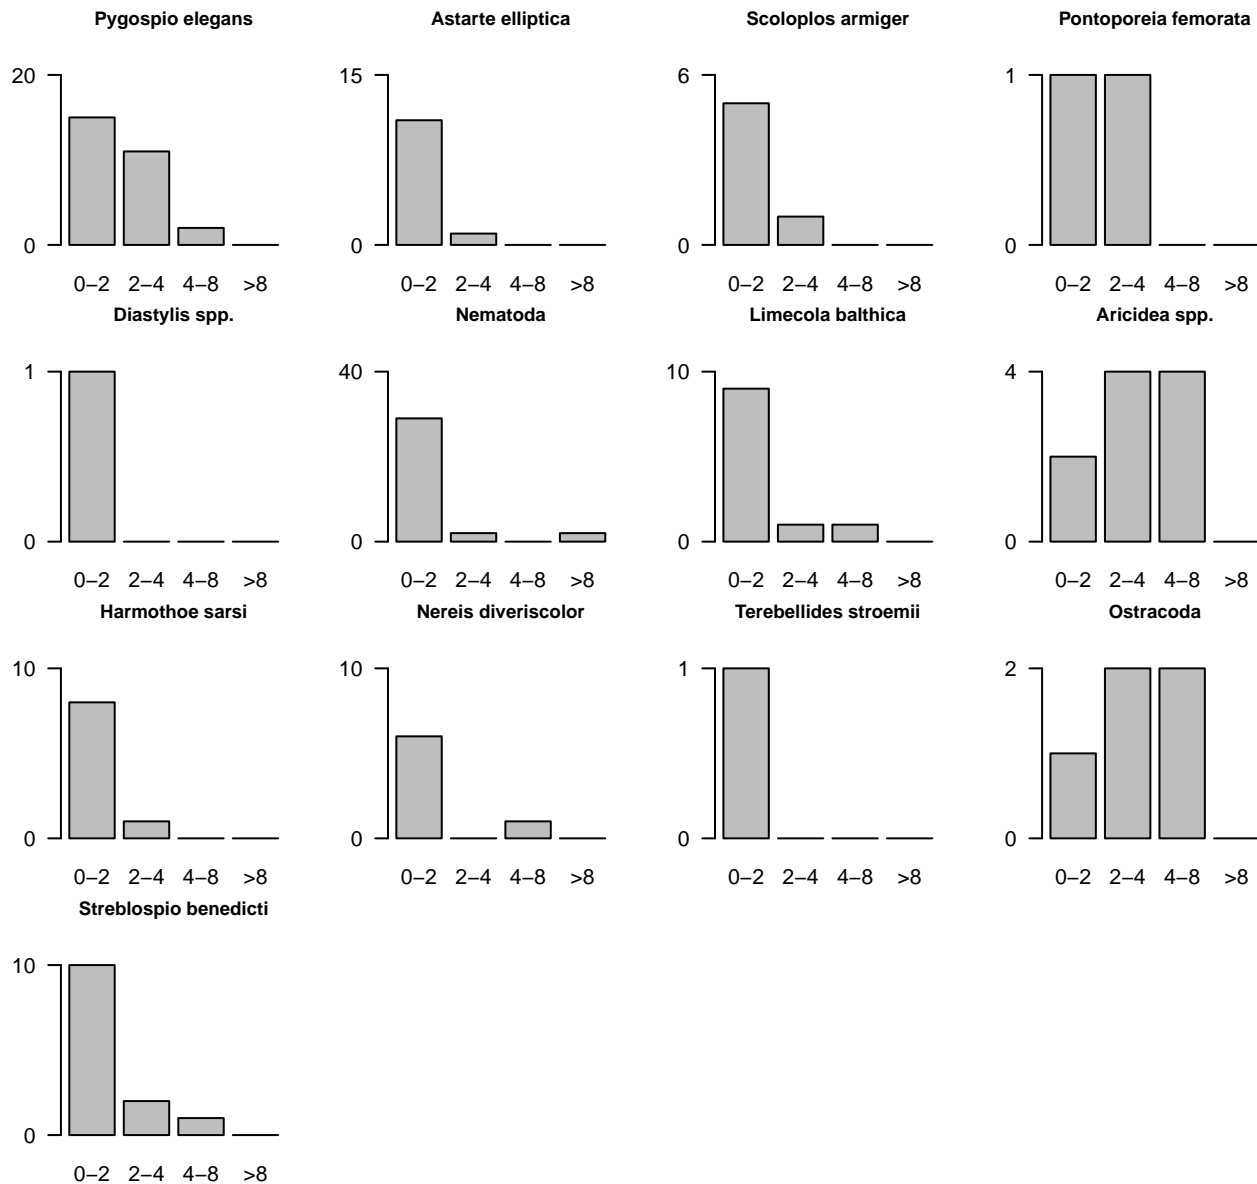 Pygospio elegans Astarte elliptica Scoloplos armiger Pontoporeia femorata
20 15 6 1
0 0 0 0
0–2 2–4 4–8 >8 0–2 2–4 4–8 >8 0–2 2–4 4–8 >8 0–2 2–4 4–8 >8
Diastylis spp. Nematoda Limecola balthica Aricidea spp.
1 40 10 4
0 0 0 0
0–2 2–4 4–8 >8 0–2 2–4 4–8 >8 0–2 2–4 4–8 >8 0–2 2–4 4–8 >8
Harmothoe sarsi Nereis diveriscolor Terebellides stroemii Ostracoda
10 10 1 2
0 0 0 0
0–2 2–4 4–8 >8 0–2 2–4 4–8 >8 0–2 2–4 4–8 >8 0–2 2–4 4–8 >8
Streblospio benedicti
10
0
0–2 2–4 4–8 >8